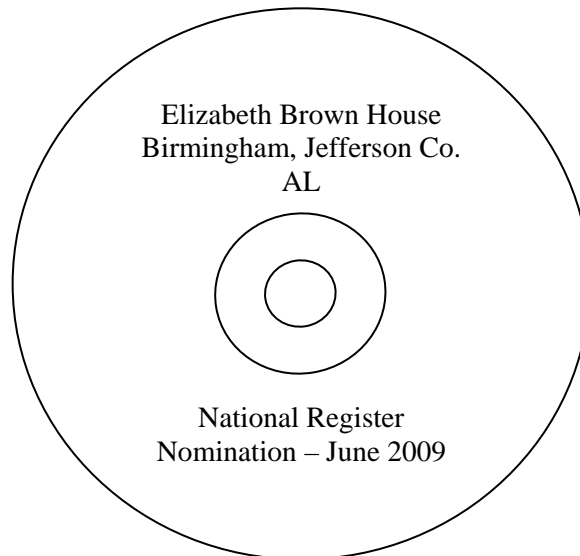 Elizabeth Brown House
Birmingham, Jefferson Co.
AL
National Register
Nomination – June 2009